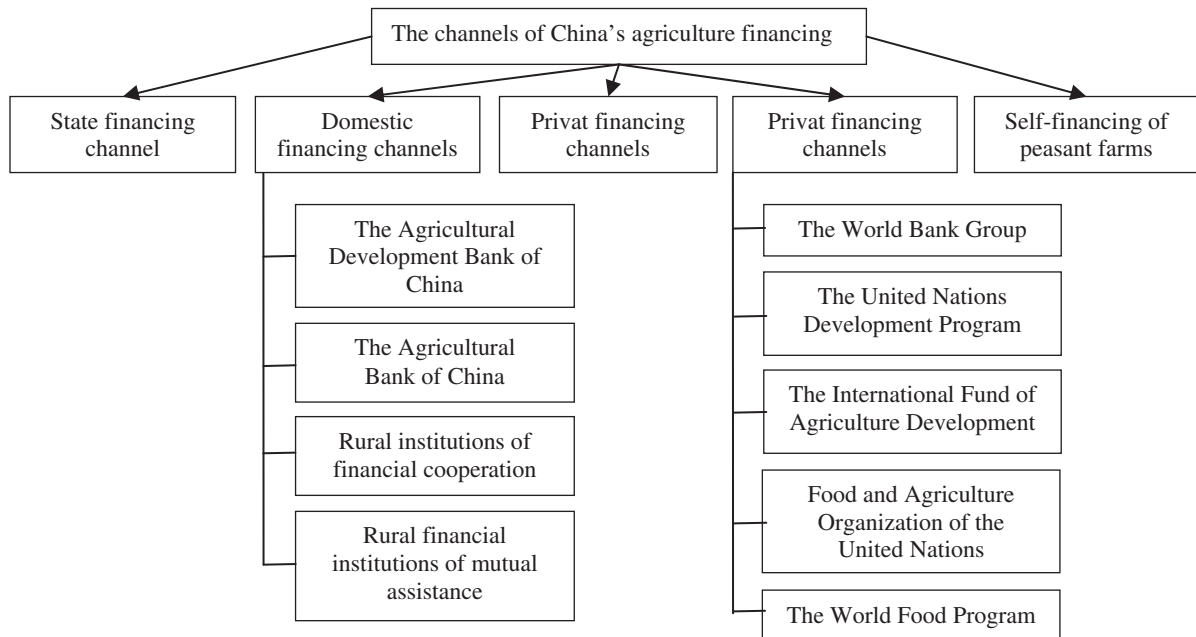 The channels of China’s agriculture financing
State financing
channel
Domestic
financing channels
Privat financing
channels
Privat financing
channels
Self-financing of
peasant farms
The Agricultural
Development Bank of
China
The Agricultural
Bank of China
Rural institutions of
financial cooperation
Rural financial
institutions of mutual
assistance
The World Bank Group
The United Nations
Development Program
The International Fund of
Agriculture Development
Food and Agriculture
Organization of the
United Nations
The World Food Program